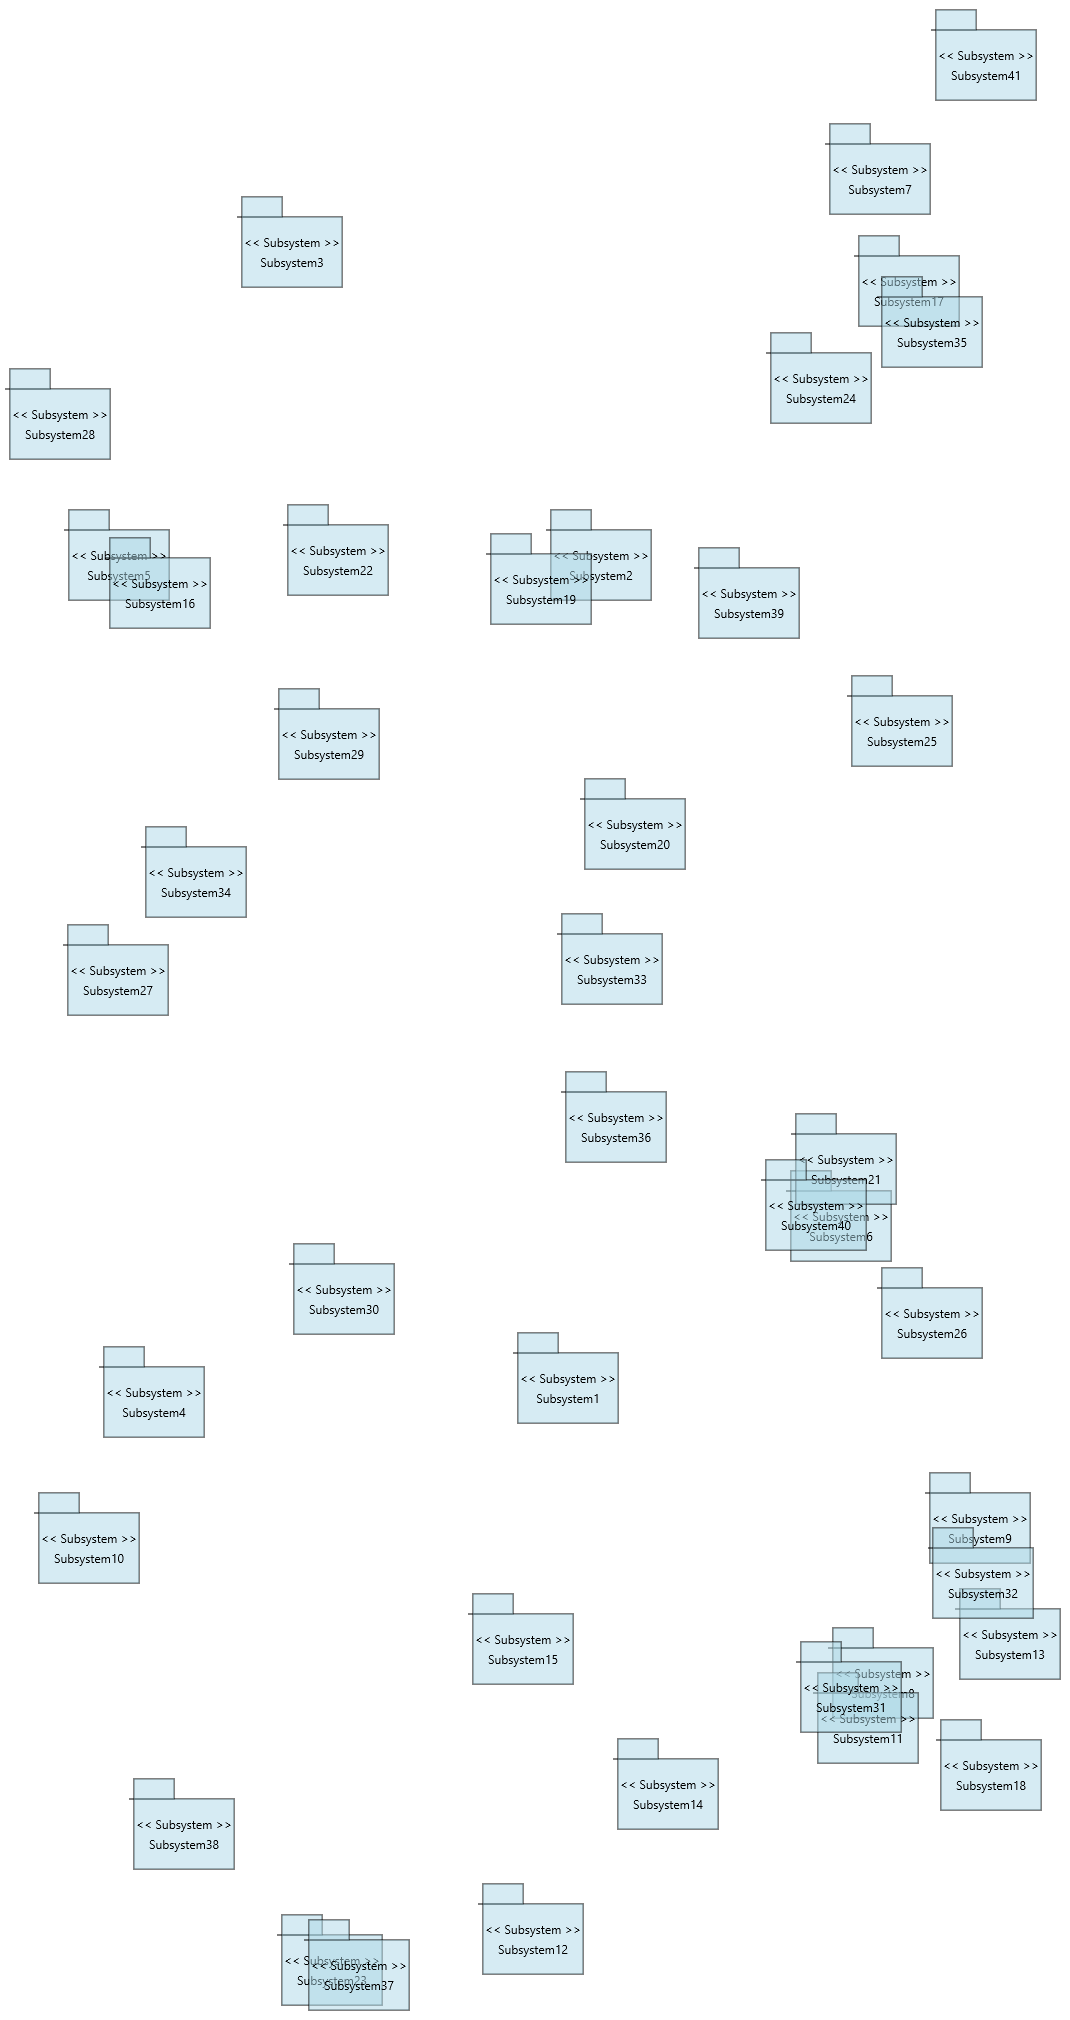 << Subsystem >>
Subsystem41
<< Subsystem >>
Subsystem7
<< Subsystem >>
Subsystem3
<< Subsystem >>
Subsystem17
<< Subsystem >>
Subsystem35
<< Subsystem >>
Subsystem24
<< Subsystem >>
Subsystem28
<< Subsystem >>
Subsystem5
<< Subsystem >>
Subsystem16
<< Subsystem >>
Subsystem22
<< Subsystem >>
Subsystem2
<< Subsystem >>
Subsystem19
<< Subsystem >>
Subsystem39
<< Subsystem >>
Subsystem25
<< Subsystem >>
Subsystem29
<< Subsystem >>
Subsystem20
<< Subsystem >>
Subsystem34
<< Subsystem >>
Subsystem27
<< Subsystem >>
Subsystem33
<< Subsystem >>
Subsystem36
<< Subsystem >>
Subsystem21
<< Subsystem >>
Subsystem40
<< Subsystem >>
Subsystem6
<< Subsystem >>
Subsystem30
<< Subsystem >>
Subsystem26
<< Subsystem >>
Subsystem4
<< Subsystem >>
Subsystem1
<< Subsystem >>
Subsystem10
<< Subsystem >>
Subsystem9
<< Subsystem >>
Subsystem32
<< Subsystem >>
Subsystem13
<< Subsystem >>
Subsystem15
<< Subsystem >>
Subsystem8
<< Subsystem >>
Subsystem31
<< Subsystem >>
Subsystem11
<< Subsystem >>
Subsystem18
<< Subsystem >>
Subsystem14
<< Subsystem >>
Subsystem38
<< Subsystem >>
Subsystem12
<< Subsystem >>
Subsystem23
<< Subsystem >>
Subsystem37